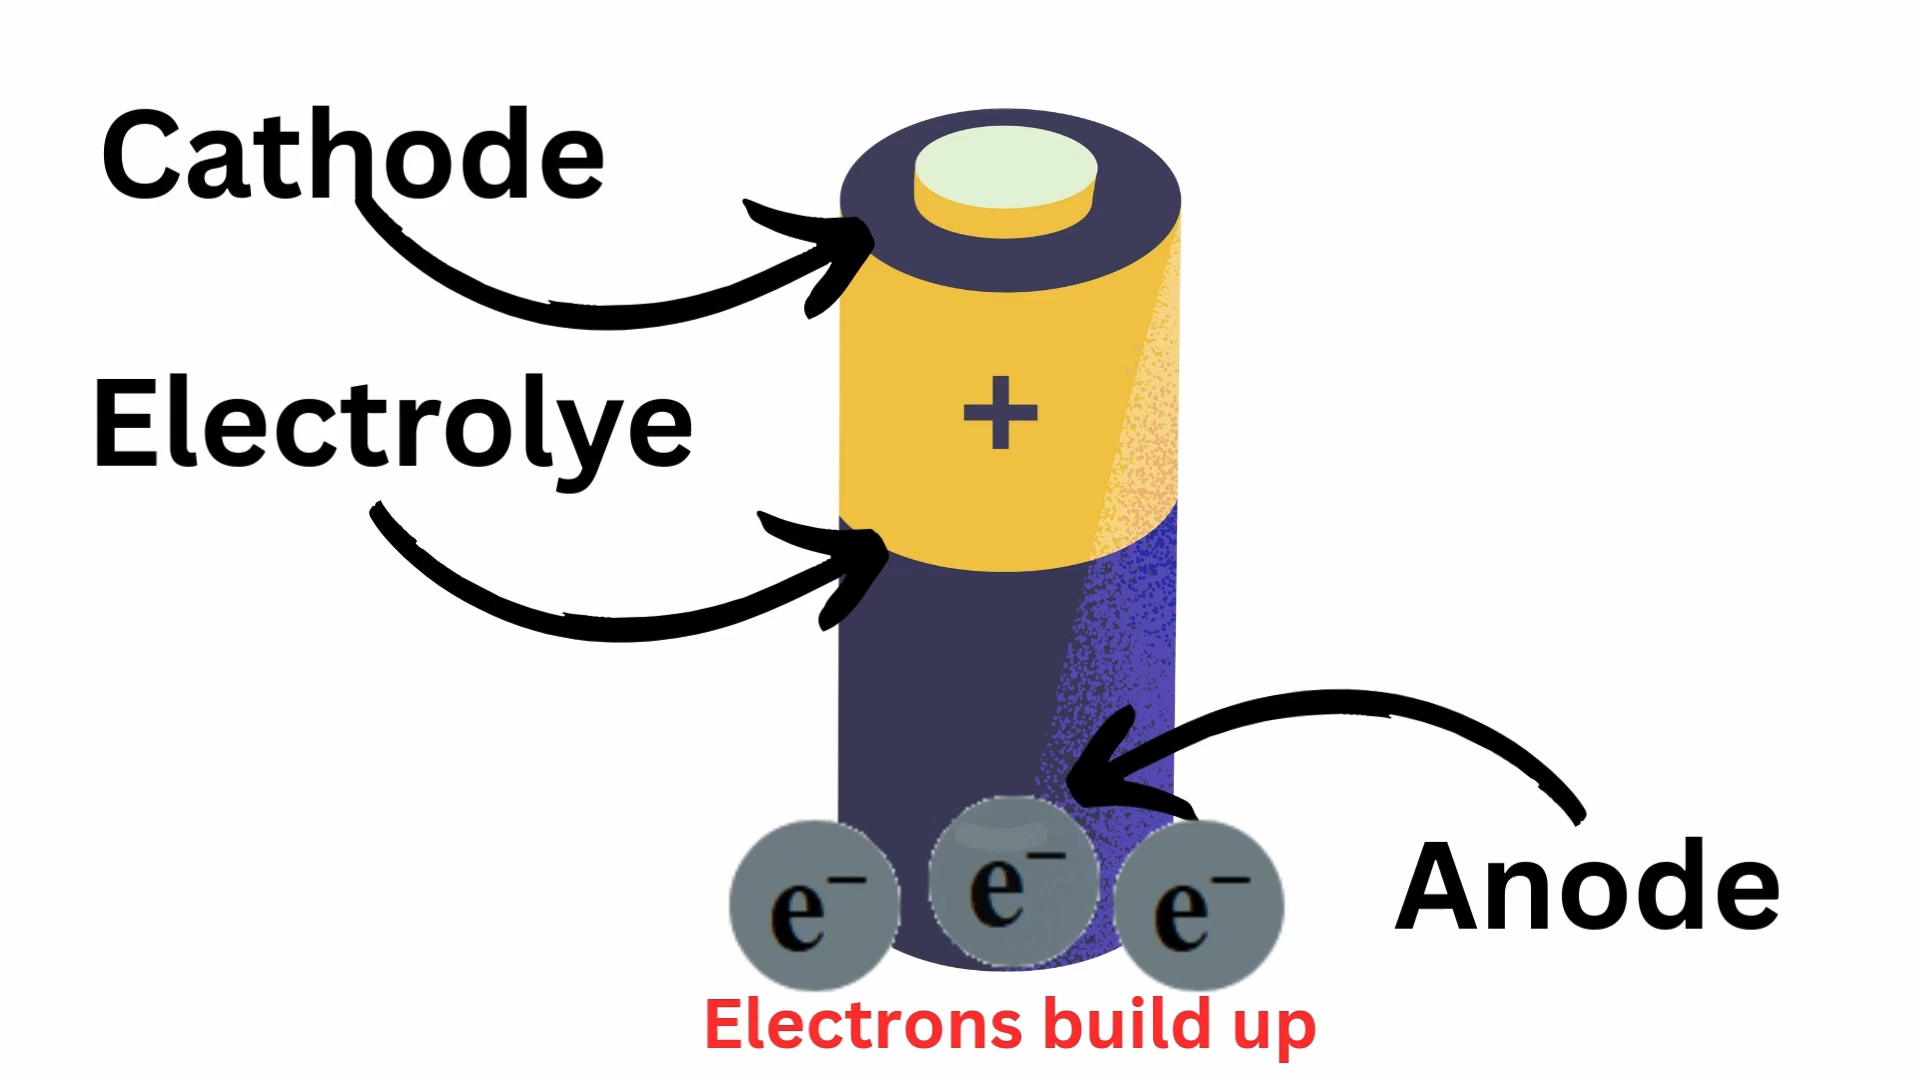 Cathode
Electrolye
+
e⁻
e⁻
e⁻
Anode
Electrons build up